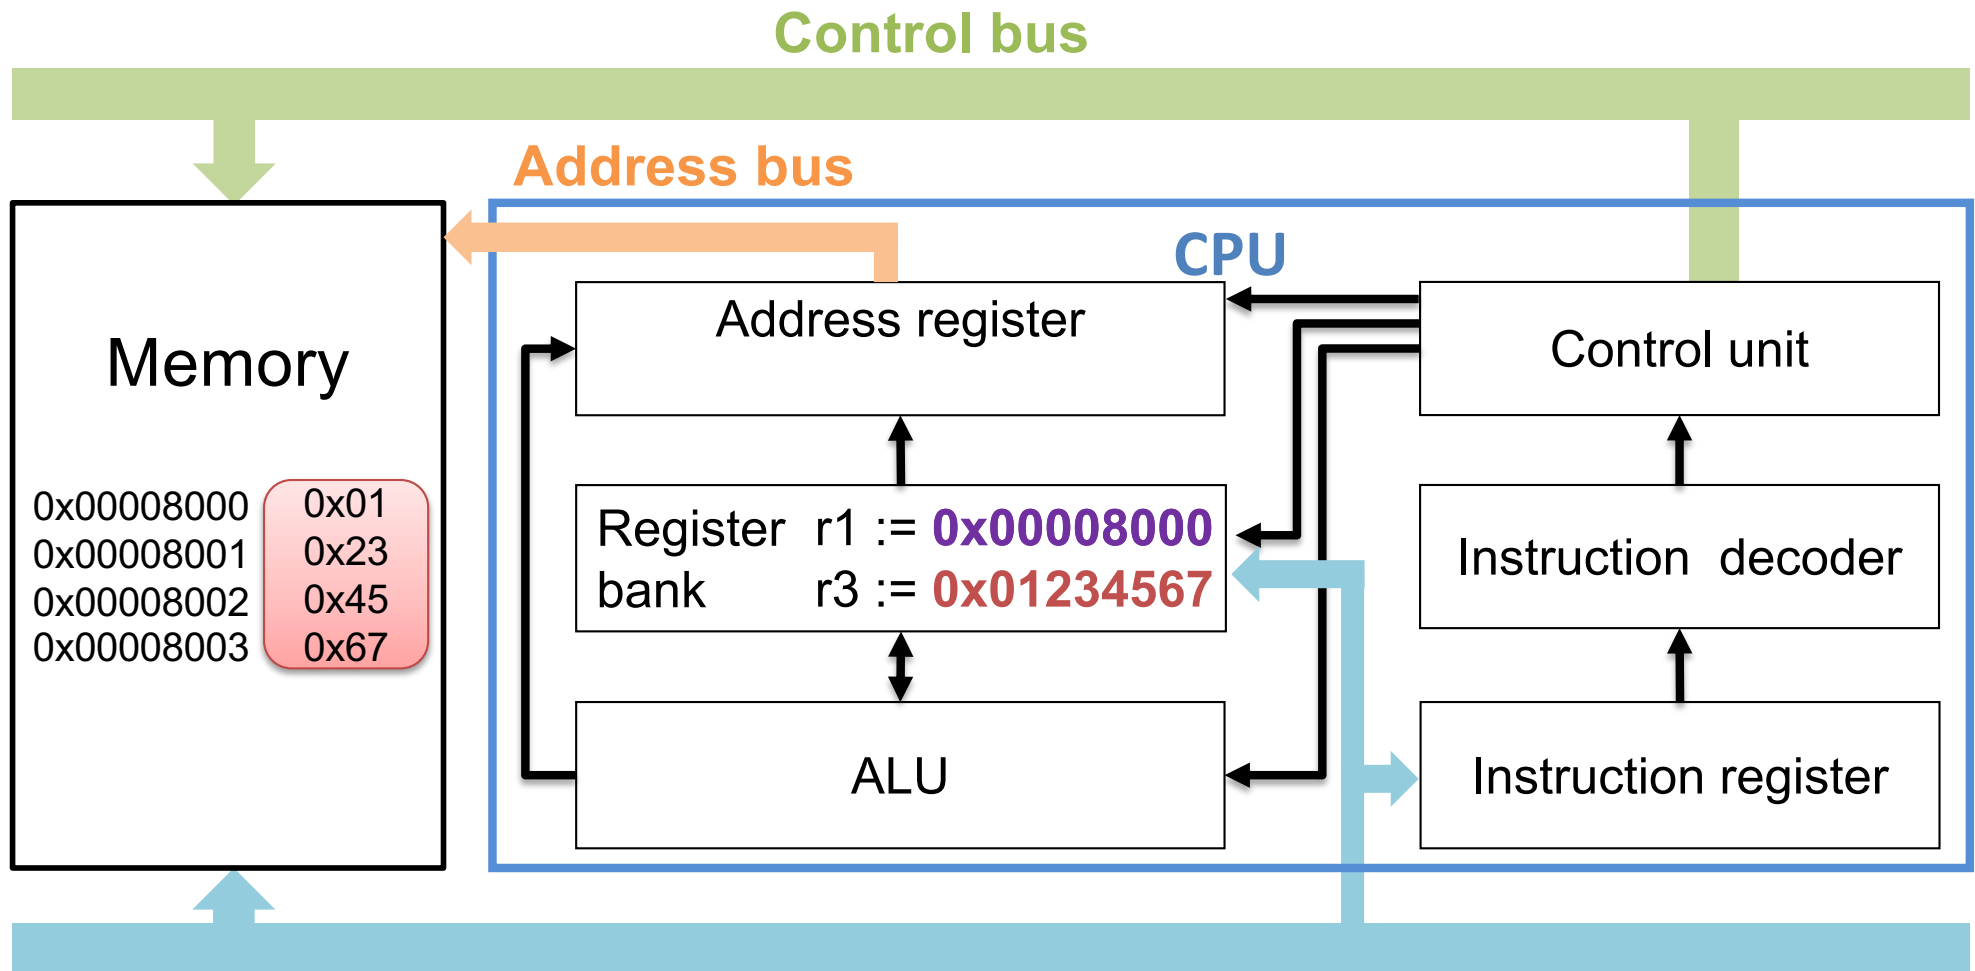 Control bus
Address bus
CPU
Memory
0x00008000 0x01
0x00008001 0x23
0x00008002 0x45
0x00008003 0x67
Address register
Register r1 := 0x00008000
bank r3 := 0x01234567
ALU
Control unit
Instruction decoder
Instruction register